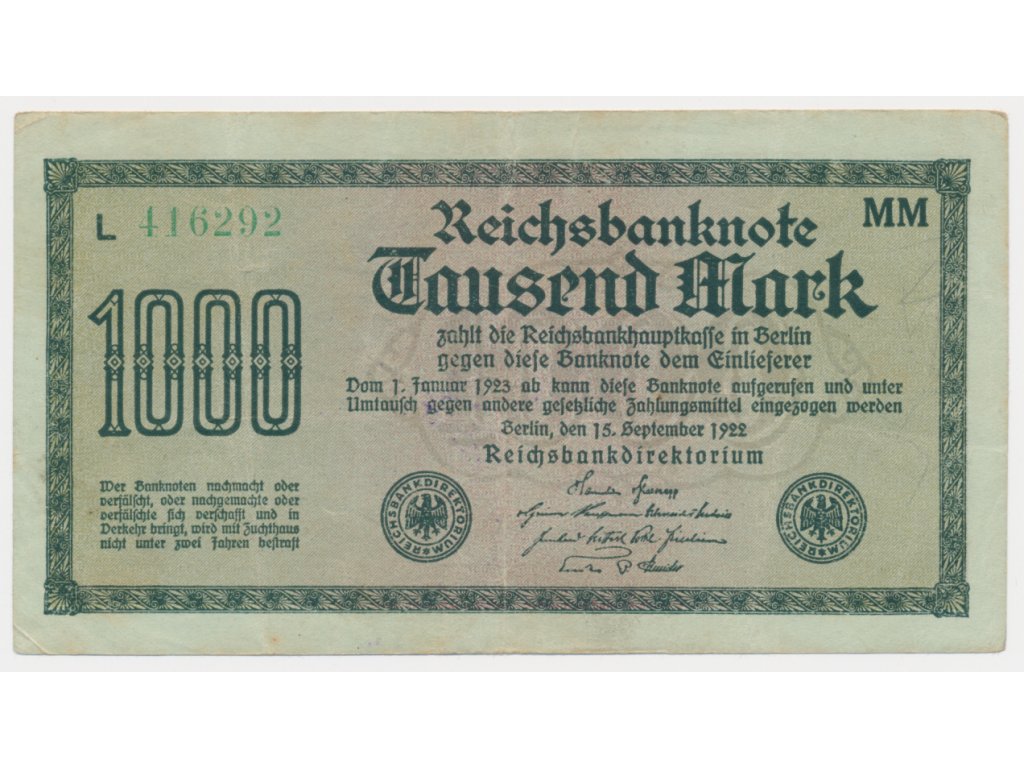 L 416292
MM
Reichsbanknote
Tausend Mark
1000
zahlt die Reichsbankhauptkasse in Berlin
gegen diese Banknote dem Einlieferer
Vom 1. Januar 1923 ab kann diese Banknote aufgerufen und unter
Umtausch gegen andere gesetzliche Zahlungsmittel eingezogen werden
Berlin, den 15. September 1922
Reichsbankdirektorium
Wer Banknoten nachmacht oder
verfälscht, oder nachgemachte oder
verfälschte sich verschafft und in
Verkehr bringt, wird mit Zuchthaus
nicht unter zwei Jahren bestraft
REICHSBANKDIREKTORIUM
REICHSBANKDIREKTORIUM